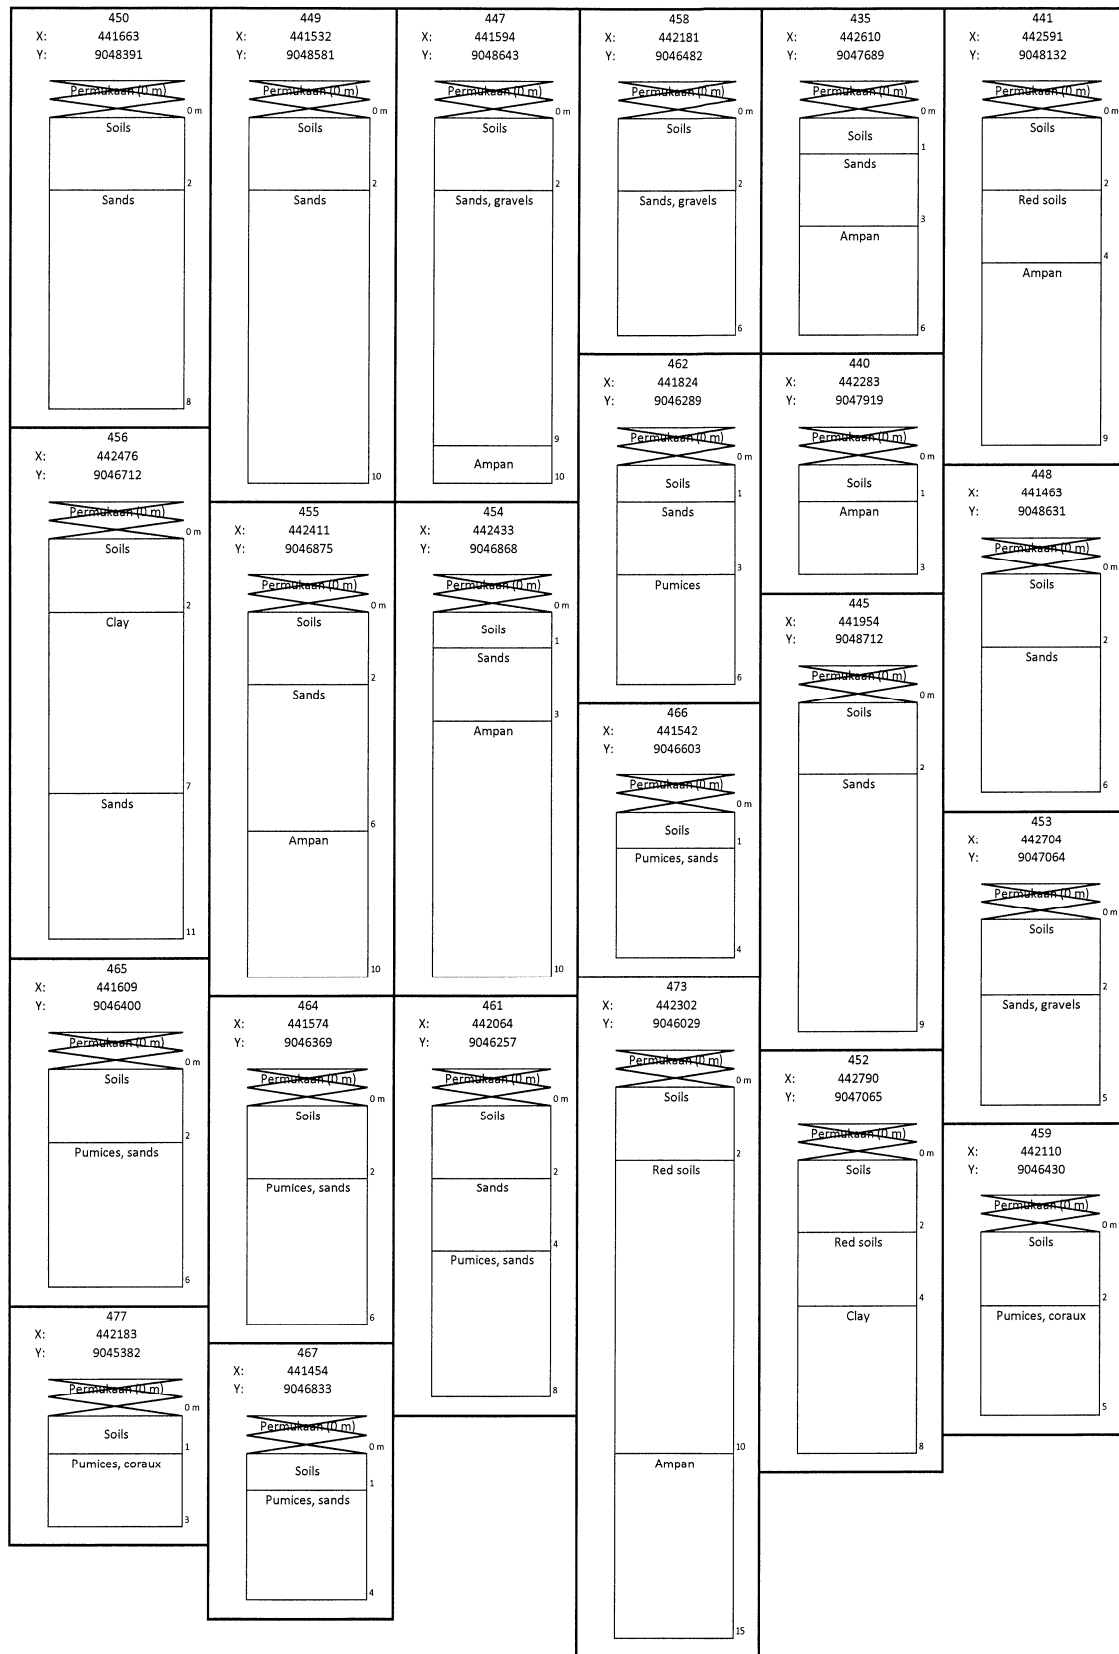 450
X: 441663
Y: 9048391
Permukaan (0 m)
0 m
Soils
2
Sands
8
456
X: 442476
Y: 9046712
Permukaan (0 m)
0 m
Soils
2
Clay
7
Sands
11
465
X: 441609
Y: 9046400
Permukaan (0 m)
0 m
Soils
2
Pumices, sands
6
477
X: 442183
Y: 9045382
Permukaan (0 m)
0 m
Soils
1
Pumices, coraux
3
449
X: 441532
Y: 9048581
Permukaan (0 m)
0 m
Soils
2
Sands
10
455
X: 442411
Y: 9046875
Permukaan (0 m)
0 m
Soils
2
Sands
6
Ampan
10
464
X: 441574
Y: 9046369
Permukaan (0 m)
0 m
Soils
2
Pumices, sands
6
467
X: 441454
Y: 9046833
Permukaan (0 m)
0 m
Soils
1
Pumices, sands
4
447
X: 441594
Y: 9048643
Permukaan (0 m)
0 m
Soils
2
Sands, gravels
9
Ampan
10
454
X: 442433
Y: 9046868
Permukaan (0 m)
0 m
Soils
1
Sands
3
Ampan
10
461
X: 442064
Y: 9046257
Permukaan (0 m)
0 m
Soils
2
Sands
4
Pumices, sands
8
458
X: 442181
Y: 9046482
Permukaan (0 m)
0 m
Soils
2
Sands, gravels
6
462
X: 441824
Y: 9046289
Permukaan (0 m)
0 m
Soils
1
Sands
3
Pumices
6
466
X: 441542
Y: 9046603
Permukaan (0 m)
0 m
Soils
1
Pumices, sands
4
473
X: 442302
Y: 9046029
Permukaan (0 m)
0 m
Soils
2
Red soils
10
Ampan
15
435
X: 442610
Y: 9047689
Permukaan (0 m)
0 m
Soils
1
Sands
3
Ampan
6
440
X: 442283
Y: 9047919
Permukaan (0 m)
0 m
Soils
1
Ampan
3
445
X: 441954
Y: 9048712
Permukaan (0 m)
0 m
Soils
2
Sands
9
452
X: 442790
Y: 9047065
Permukaan (0 m)
0 m
Soils
2
Red soils
4
Clay
8
441
X: 442591
Y: 9048132
Permukaan (0 m)
0 m
Soils
2
Red soils
4
Ampan
9
448
X: 441463
Y: 9048631
Permukaan (0 m)
0 m
Soils
2
Sands
6
453
X: 442704
Y: 9047064
Permukaan (0 m)
0 m
Soils
2
Sands, gravels
5
459
X: 442110
Y: 9046430
Permukaan (0 m)
0 m
Soils
2
Pumices, coraux
5